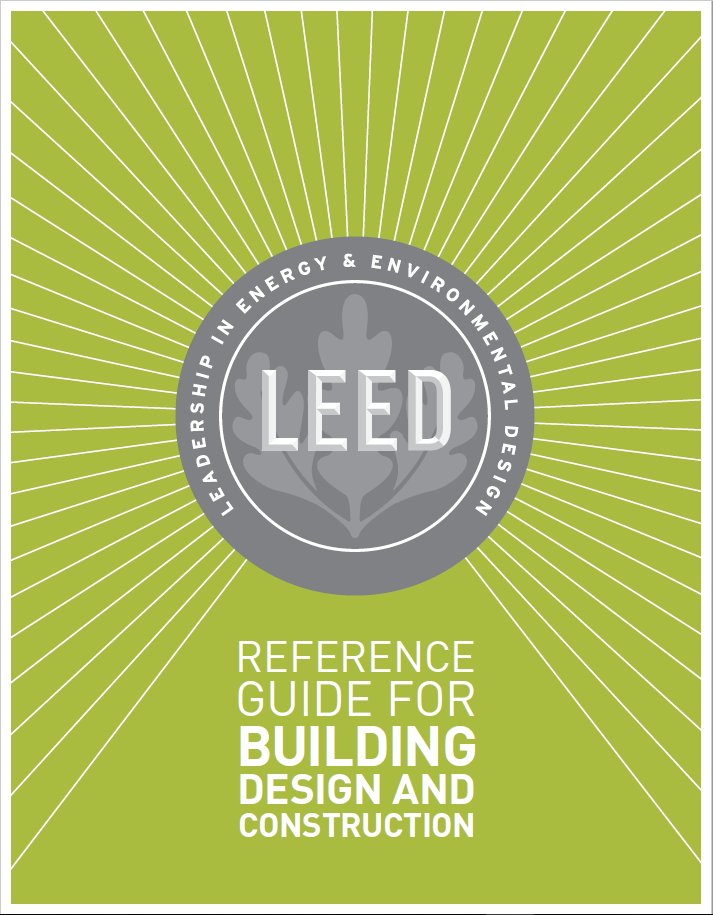 LEADERSHIP IN ENERGY & ENVIRONMENTAL DESIGN
LEED
REFERENCE
GUIDE FOR
BUILDING
DESIGN AND
CONSTRUCTION